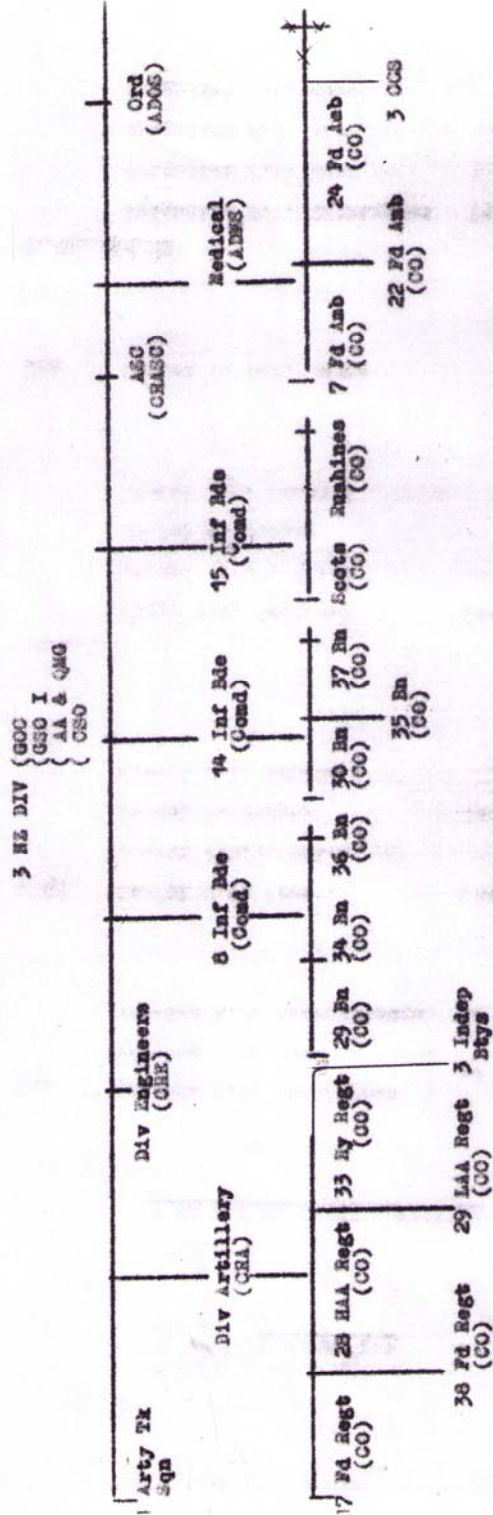 3 NZ DIV (GOC
(GSO I
(AA & QMG
(CSO
Arty Tk
Sqn
Div Artillery
(CRA)
Div Engineers
(CRE)
8 Inf Bde
(Comd)
14 Inf Bde
(Comd)
15 Inf Bde
(Comd)
ASC
(CRASC)
Medical
(ADMS)
Ord
(ADOS)
17 Fd Regt
(CO)
38 Fd Regt
(CO)
28 HAA Regt
(CO)
29 LAA Regt
(CO)
33 Hy Regt
(CO)
3 Indep
Btys
29 Bn
(CO)
34 Bn
(CO)
36 Bn
(CO)
30 Bn
(CO)
35 Bn
(CO)
37 Bn
(CO)
Scots
(CO)
Ruahines
(CO)
7 Fd Amb
(CO)
22 Fd Amb
(CO)
24 Fd Amb
(CO)
3 CCS